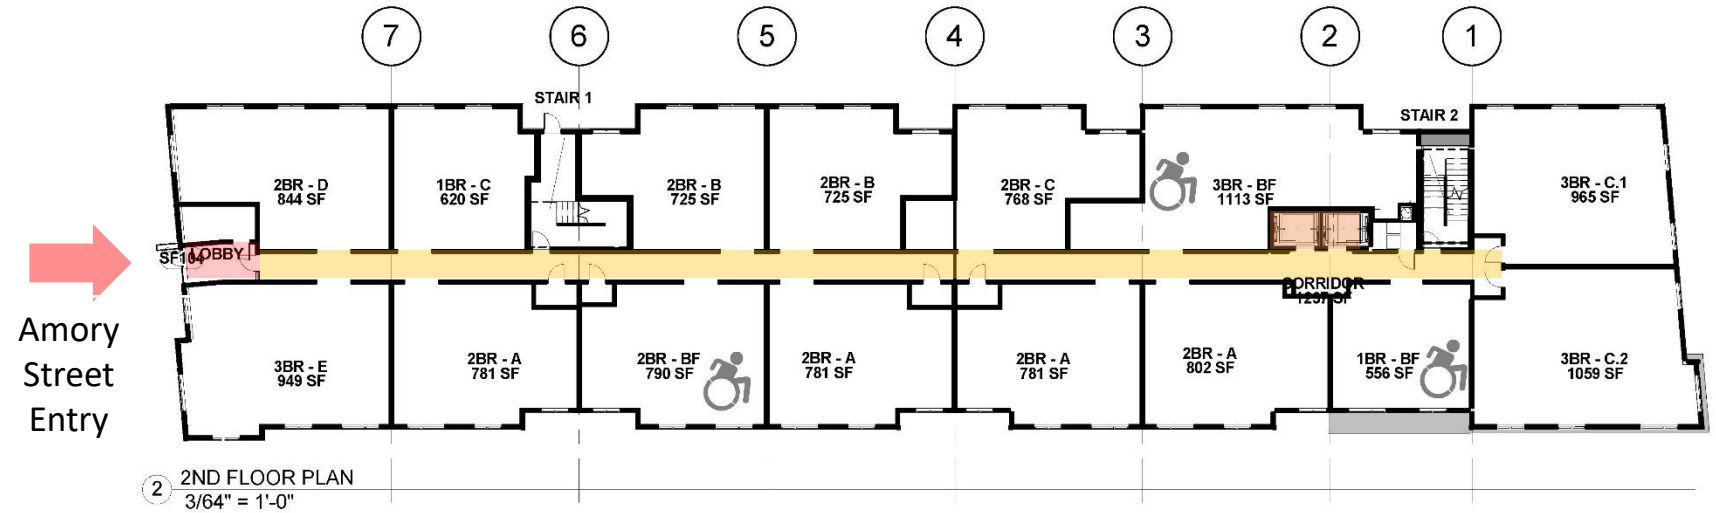 7
6
5
4
3
2
1
STAIR 1
STAIR 2
2BR - D
844 SF
1BR - C
620 SF
2BR - B
725 SF
2BR - B
725 SF
2BR - C
768 SF
3BR - BF
1113 SF
3BR - C.1
965 SF
LOBBY
SF104
CORRIDOR
1237 SF
Amory
Street
Entry
3BR - E
949 SF
2BR - A
781 SF
2BR - BF
790 SF
2BR - A
781 SF
2BR - A
781 SF
2BR - A
802 SF
1BR - BF
556 SF
3BR - C.2
1059 SF
2
2ND FLOOR PLAN
3/64" = 1'-0"